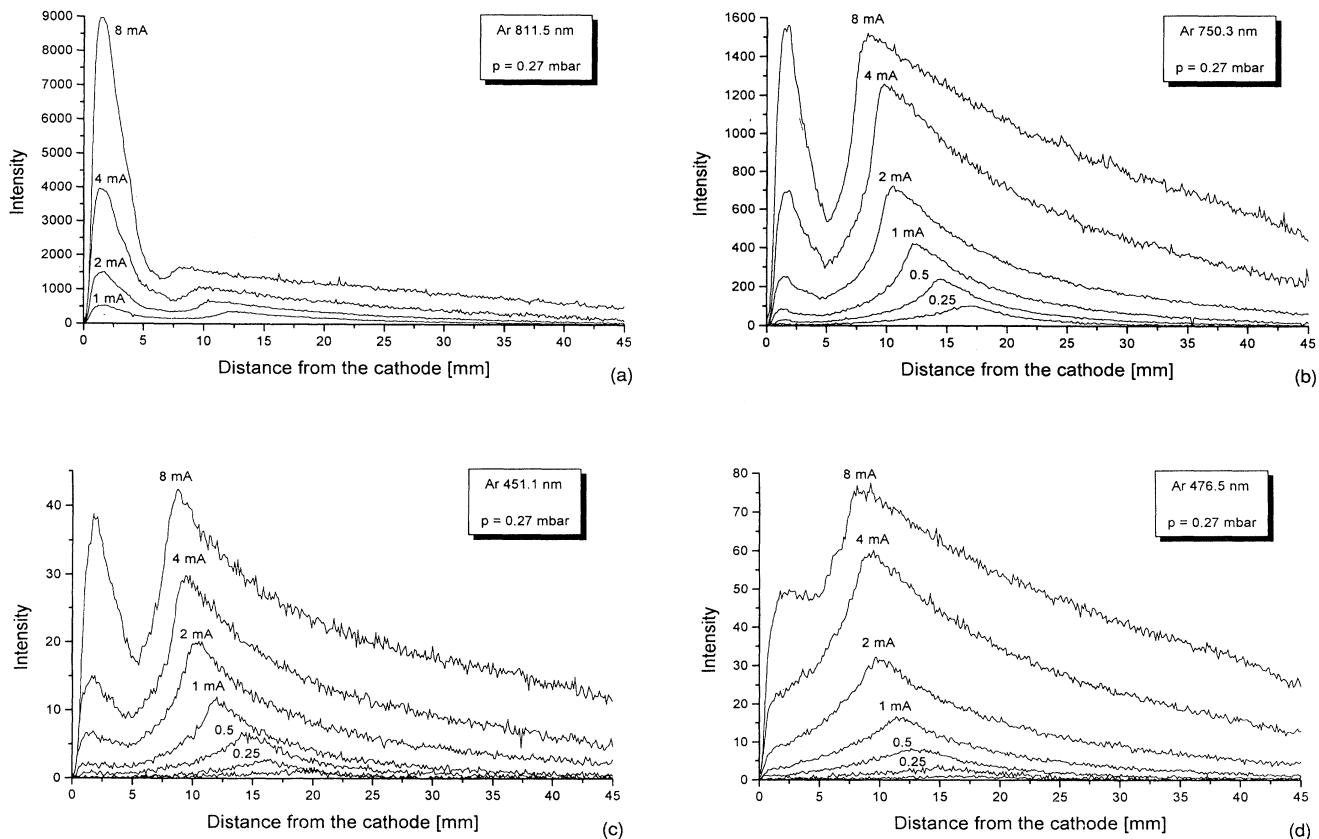 Ar 811.5 nm
p = 0.27 mbar
8 mA
4 mA
2 mA
1 mA
Intensity
9000
8000
7000
6000
5000
4000
3000
2000
1000
0
0 5 10 15 20 25 30 35 40 45
Distance from the cathode [mm]
(a)
Ar 750.3 nm
p = 0.27 mbar
8 mA
4 mA
2 mA
1 mA
0.5
0.25
Intensity
1600
1400
1200
1000
800
600
400
200
0
0 5 10 15 20 25 30 35 40 45
Distance from the cathode [mm]
(b)
Ar 451.1 nm
p = 0.27 mbar
8 mA
4 mA
2 mA
1 mA
0.5
0.25
Intensity
40
30
20
10
0
0 5 10 15 20 25 30 35 40 45
Distance from the cathode [mm]
(c)
Ar 476.5 nm
p = 0.27 mbar
8 mA
4 mA
2 mA
1 mA
0.5
0.25
Intensity
80
70
60
50
40
30
20
10
0
0 5 10 15 20 25 30 35 40 45
Distance from the cathode [mm]
(d)